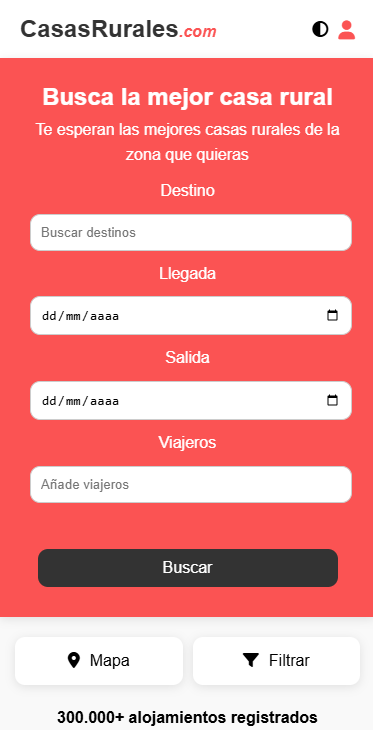 CasasRurales.com
Busca la mejor casa rural
Te esperan las mejores casas rurales de la
zona que quieras
Destino
Buscar destinos
Llegada
dd/mm/aaaa
Salida
dd/mm/aaaa
Viajeros
Añade viajeros
Buscar
Mapa
Filtrar
300.000+ alojamientos registrados